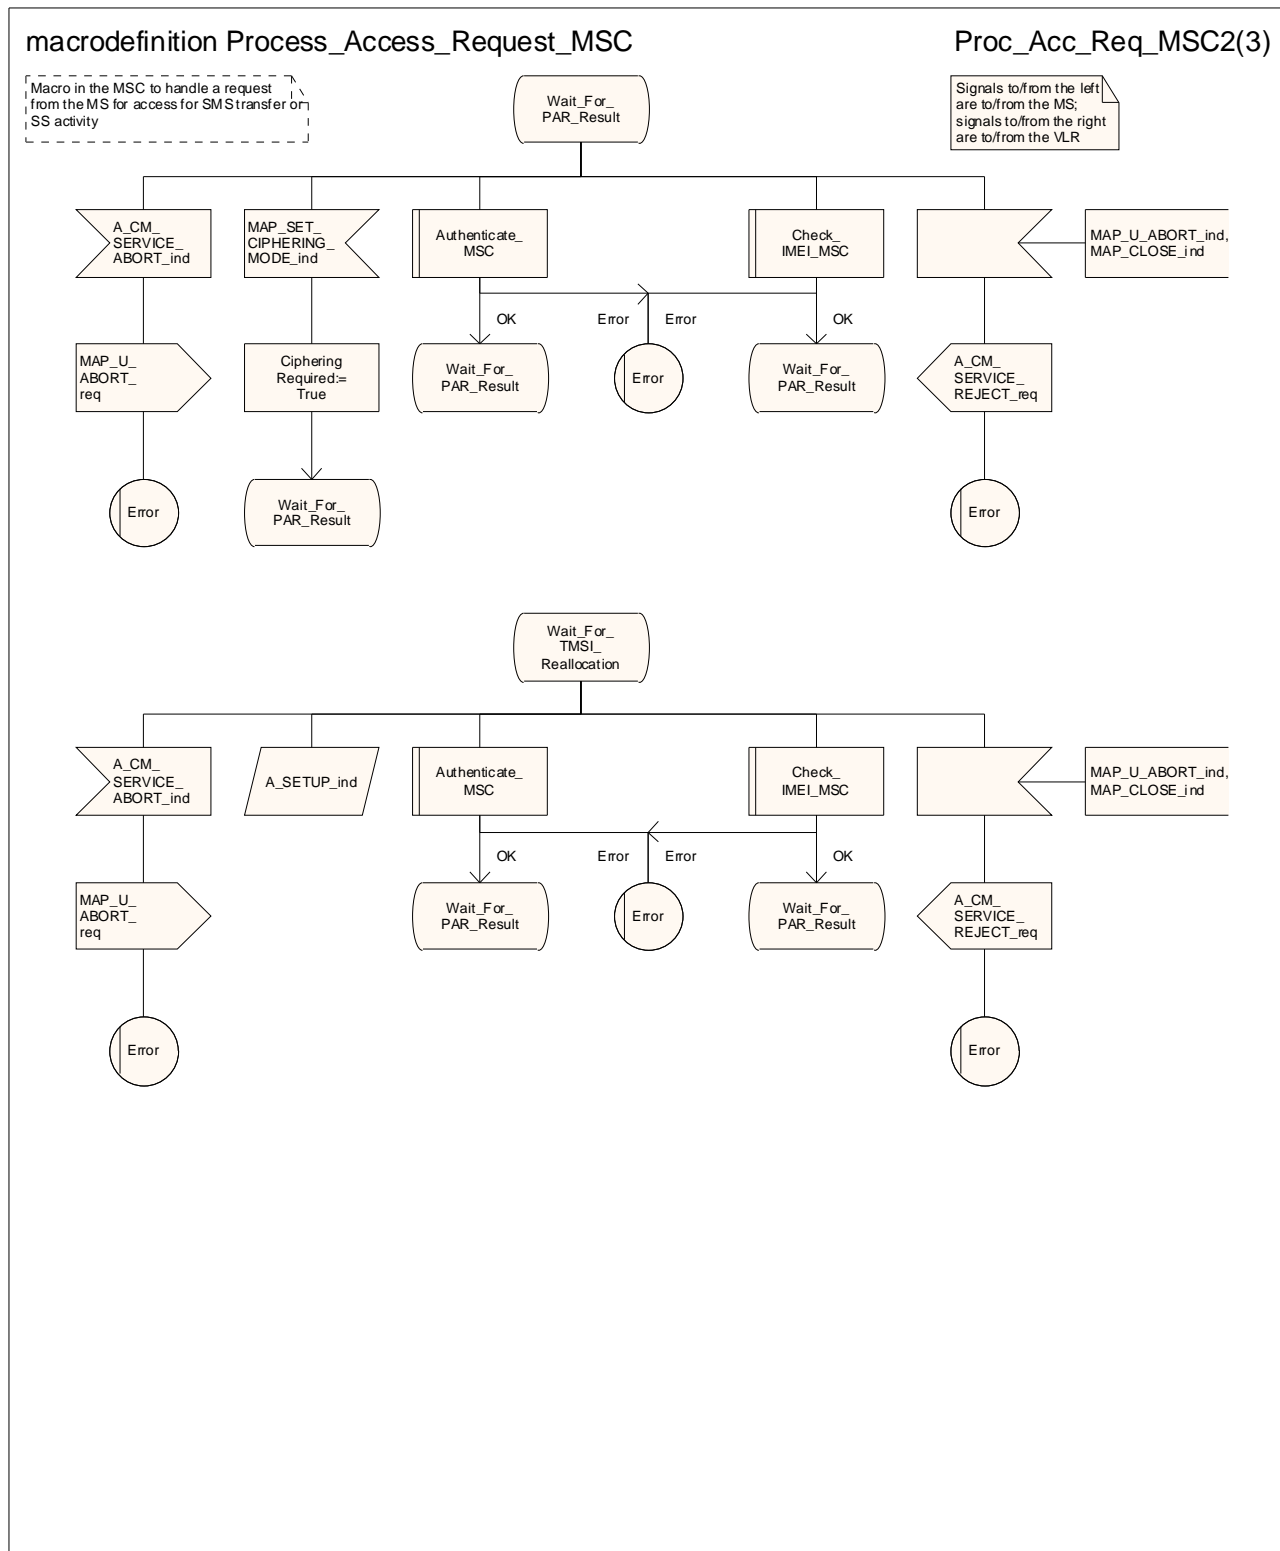 macrodefinition Process_Access_Request_MSC
Proc_Acc_Req_MSC2(3)
Macro in the MSC to handle a request
from the MS for access for SMS transfer or
SS activity
Wait_For_
PAR_Result
Signals to/from the left
are to/from the MS;
signals to/from the right
are to/from the VLR
A_CM_
SERVICE_
ABORT_ind
MAP_SET_
CIPHERING_
MODE_ind
Authenticate_
MSC
Check_
IMEI_MSC
MAP_U_ABORT_ind,
MAP_CLOSE_ind
OK
Error
Error
OK
MAP_U_
ABORT_
req
Ciphering
Required:=
True
Wait_For_
PAR_Result
Error
Wait_For_
PAR_Result
A_CM_
SERVICE_
REJECT_req
Error
Wait_For_
PAR_Result
Error
Wait_For_
TMSI_
Reallocation
A_CM_
SERVICE_
ABORT_ind
A_SETUP_ind
Authenticate_
MSC
Check_
IMEI_MSC
MAP_U_ABORT_ind,
MAP_CLOSE_ind
OK
Error
Error
OK
MAP_U_
ABORT_
req
Wait_For_
PAR_Result
Error
Wait_For_
PAR_Result
A_CM_
SERVICE_
REJECT_req
Error
Error